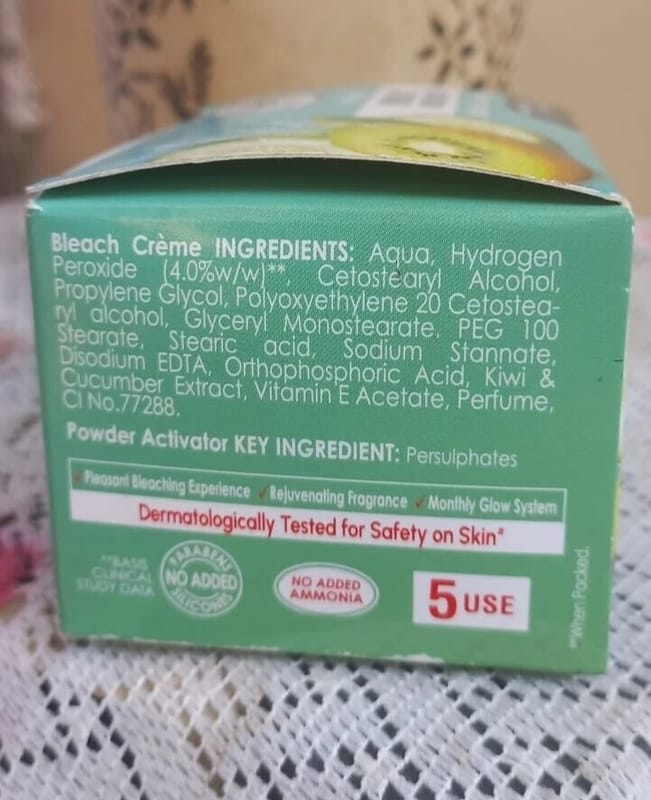 Bleach Crème INGREDIENTS: Aqua, Hydrogen
Peroxide (4.0%w/w)**, Cetostearyl Alcohol,
Propylene Glycol, Polyoxyethylene 20 Cetostea-
ryl alcohol, Glyceryl Monostearate, PEG 100
Stearate, Stearic acid, Sodium Stannate,
Disodium EDTA, Orthophosphoric Acid, Kiwi &
Cucumber Extract, Vitamin E Acetate, Perfume,
CI No.77288.
Powder Activator KEY INGREDIENT: Persulphates
✓Pleasant Bleaching Experience ✓Rejuvenating Fragrance ✓Monthly Glow System
Dermatologically Tested for Safety on Skin*
**BASIS
CLINICAL
STUDY DATA
PARABENS
NO ADDED
SILICONES
NO ADDED
AMMONIA
5 USE
**When Packed.